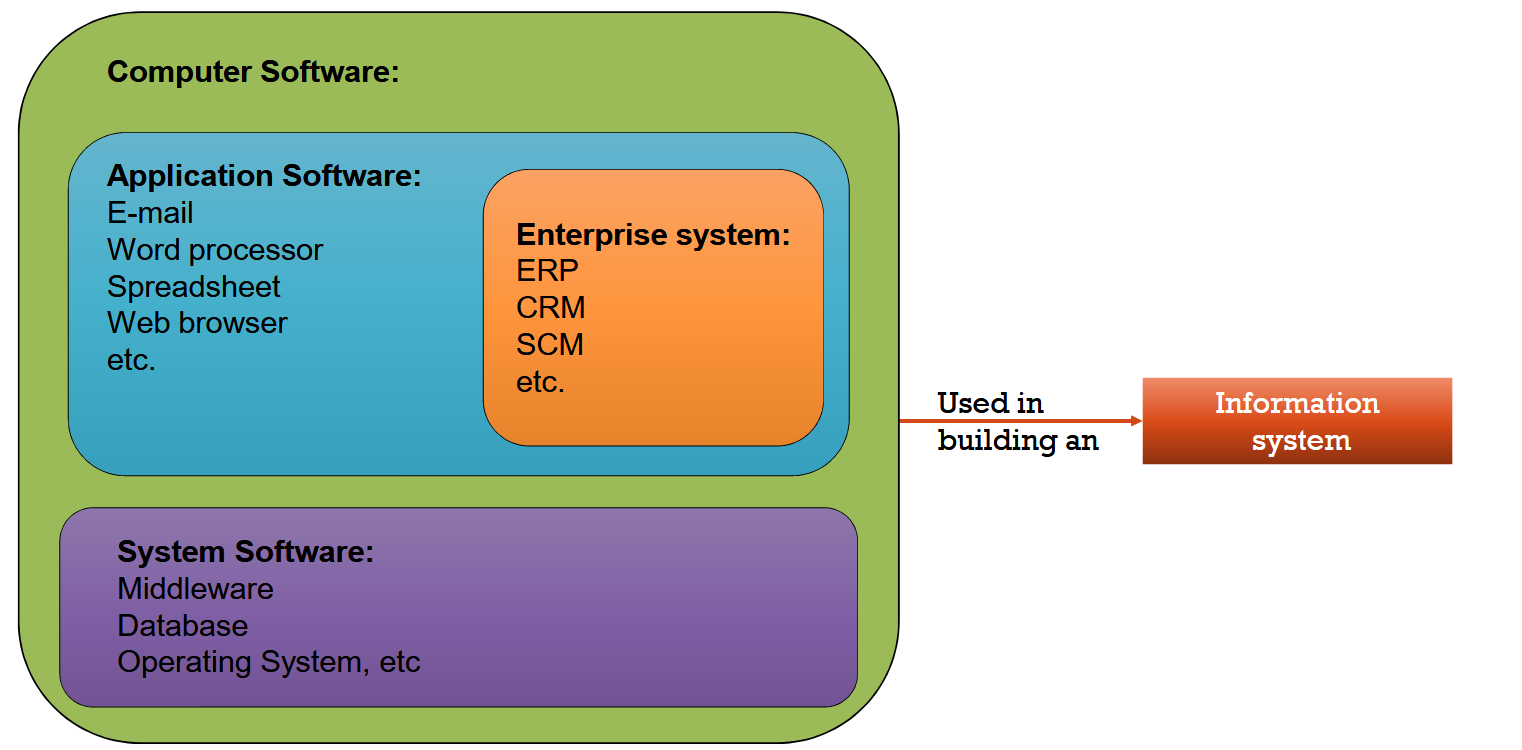 Computer Software:
Application Software:
E-mail
Word processor
Spreadsheet
Web browser
etc.
Enterprise system:
ERP
CRM
SCM
etc.
System Software:
Middleware
Database
Operating System, etc
Used in
building an
Information
system